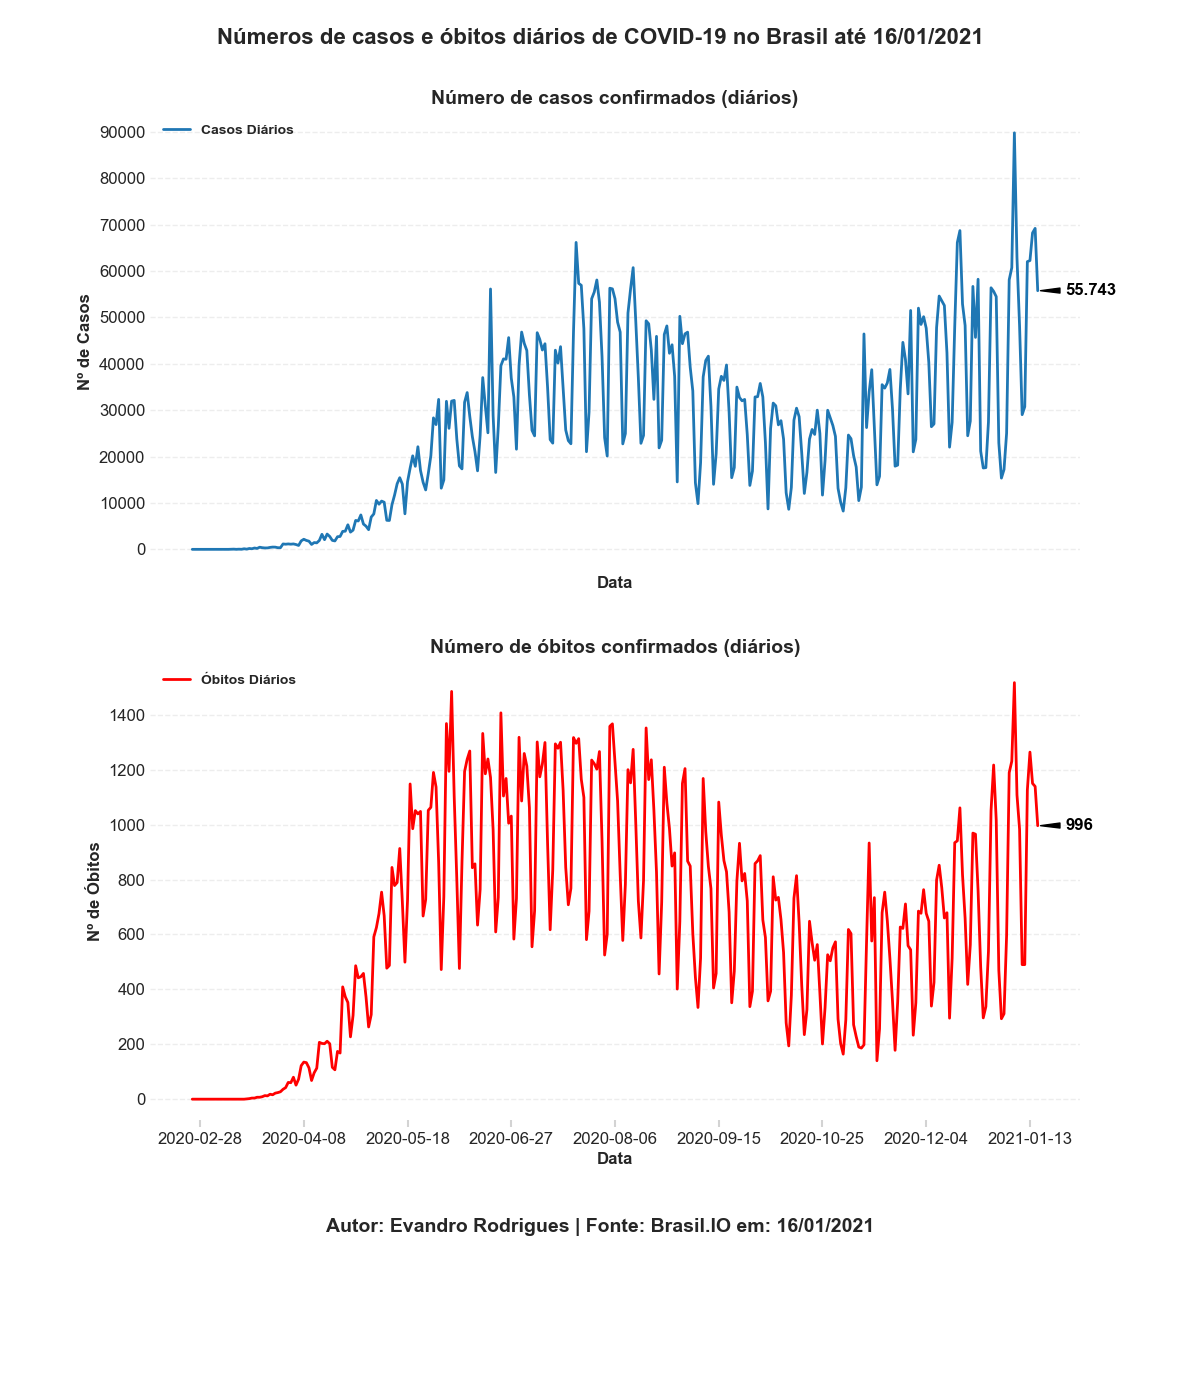 Números de casos e óbitos diários de COVID-19 no Brasil até 16/01/2021
Número de casos confirmados (diários)
Casos Diários
90000
80000
70000
60000
50000
40000
30000
20000
10000
0
Nº de Casos
55.743
Data
Número de óbitos confirmados (diários)
Óbitos Diários
1400
1200
1000
800
600
400
200
0
Nº de Óbitos
996
2020-02-28 2020-04-08 2020-05-18 2020-06-27 2020-08-06 2020-09-15 2020-10-25 2020-12-04 2021-01-13
Data
Autor: Evandro Rodrigues | Fonte: Brasil.IO em: 16/01/2021